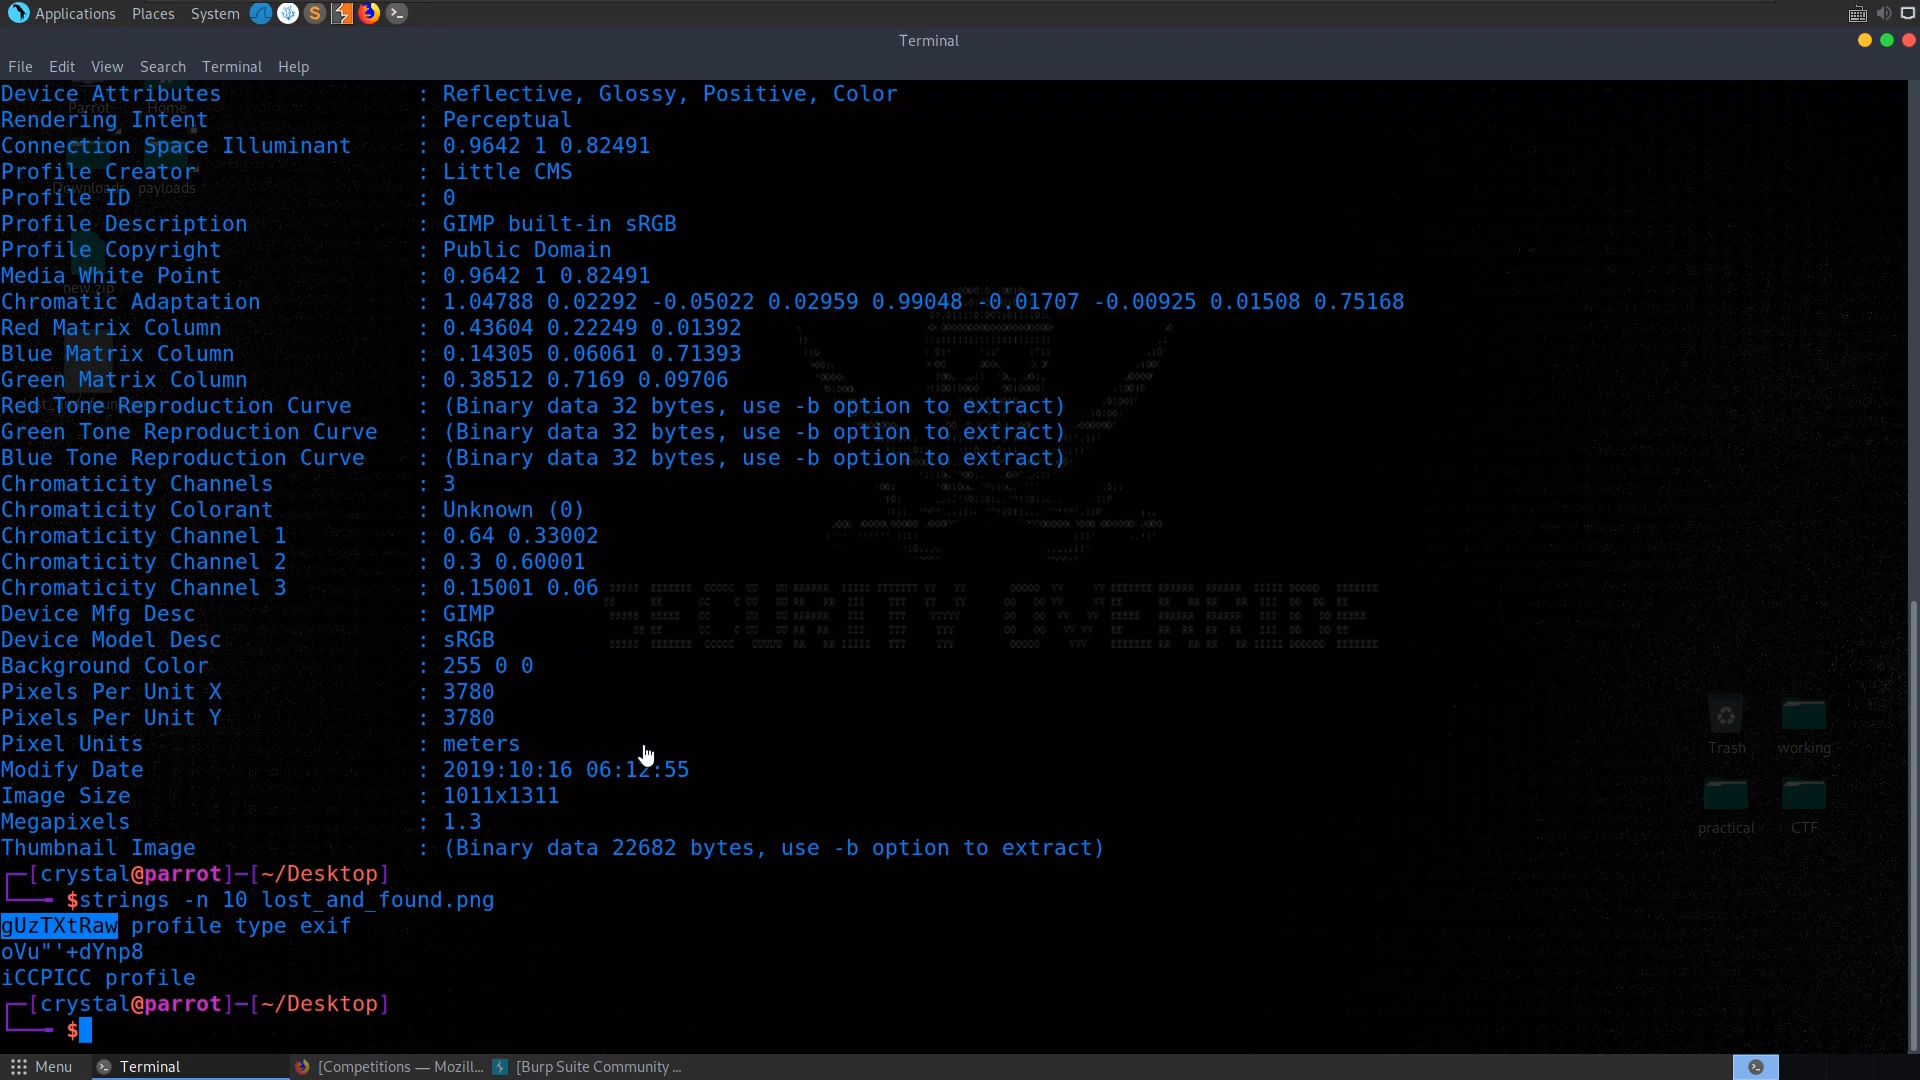 Applications Places System
Terminal
File Edit View Search Terminal Help
Device Attributes : Reflective, Glossy, Positive, Color
Rendering Intent : Perceptual
Connection Space Illuminant : 0.9642 1 0.82491
Profile Creator : Little CMS
Profile ID : 0
Profile Description : GIMP built-in sRGB
Profile Copyright : Public Domain
Media White Point : 0.9642 1 0.82491
Chromatic Adaptation : 1.04788 0.02292 -0.05022 0.02959 0.99048 -0.01707 -0.00925 0.01508 0.75168
Red Matrix Column : 0.43604 0.22249 0.01392
Blue Matrix Column : 0.14305 0.06061 0.71393
Green Matrix Column : 0.38512 0.7169 0.09706
Red Tone Reproduction Curve : (Binary data 32 bytes, use -b option to extract)
Green Tone Reproduction Curve : (Binary data 32 bytes, use -b option to extract)
Blue Tone Reproduction Curve : (Binary data 32 bytes, use -b option to extract)
Chromaticity Channels : 3
Chromaticity Colorant : Unknown (0)
Chromaticity Channel 1 : 0.64 0.33002
Chromaticity Channel 2 : 0.3 0.60001
Chromaticity Channel 3 : 0.15001 0.06
Device Mfg Desc : GIMP
Device Model Desc : sRGB
Background Color : 255 0 0
Pixels Per Unit X : 3780
Pixels Per Unit Y : 3780
Pixel Units : meters
Modify Date : 2019:10:16 06:12:55
Image Size : 1011x1311
Megapixels : 1.3
Thumbnail Image : (Binary data 22682 bytes, use -b option to extract)
[crystal@parrot]─[~/Desktop]
$strings -n 10 lost_and_found.png
gUzTXtRaw profile type exif
oVu"'+dYnp8
iCCPICC profile
[crystal@parrot]─[~/Desktop]
$
Parrot Home
Downloads payloads
new.zip
SECURITY OVERRIDE
Trash working
practical CTF
Menu Terminal [Competitions — Mozill... [Burp Suite Community ...